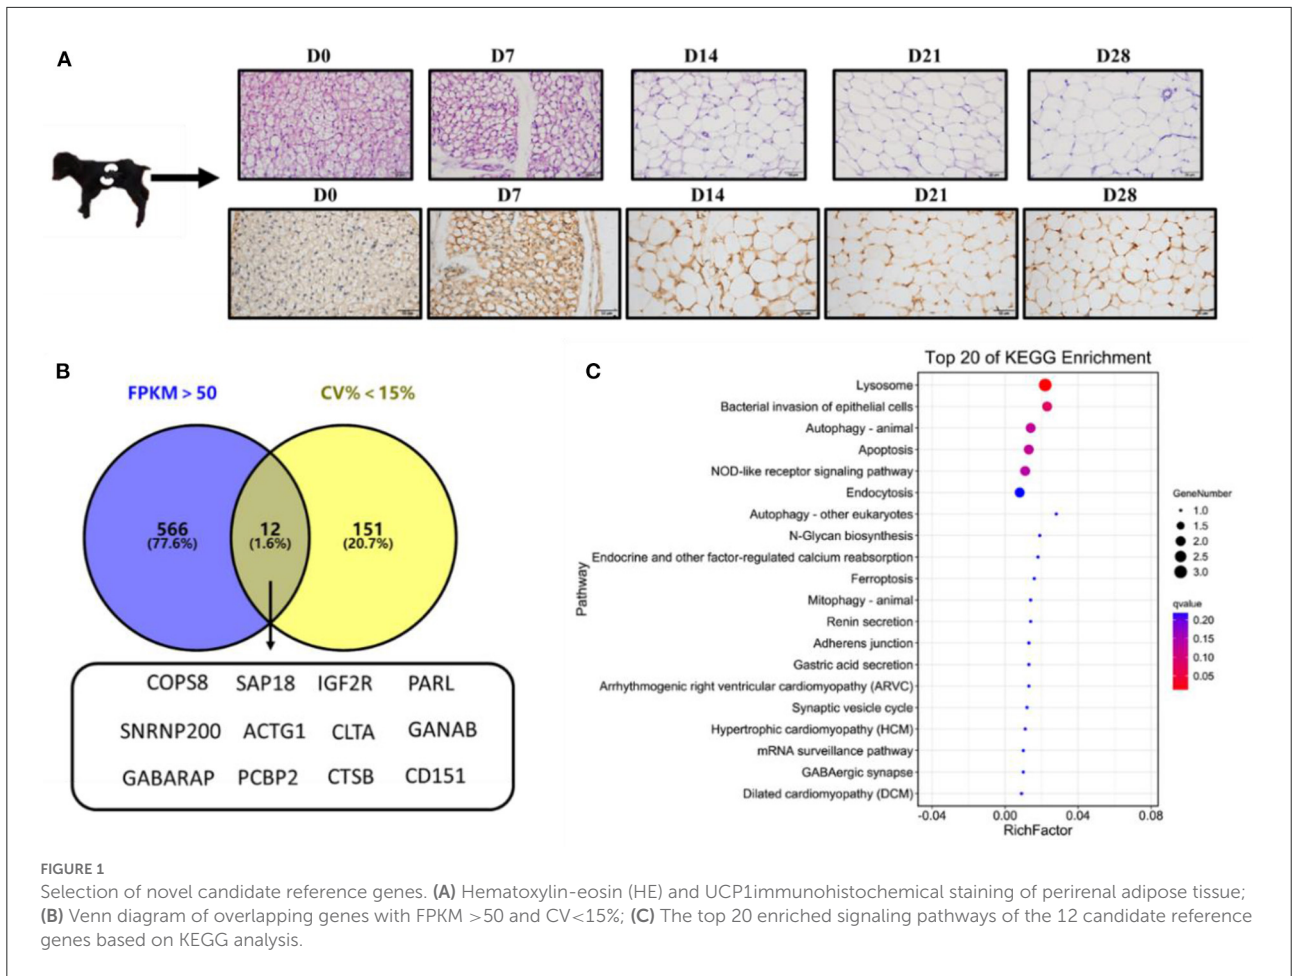 A
D0
D7
D14
D21
D28
D0
D7
D14
D21
D28
B
FPKM > 50
CV% < 15%
566
(77.6%)
12
(1.6%)
151
(20.7%)
COPS8 SAP18 IGF2R PARL
SNRNP200 ACTG1 CLTA GANAB
GABARAP PCBP2 CTSB CD151
C
Top 20 of KEGG Enrichment
Pathway
Lysosome
Bacterial invasion of epithelial cells
Autophagy - animal
Apoptosis
NOD-like receptor signaling pathway
Endocytosis
Autophagy - other eukaryotes
N-Glycan biosynthesis
Endocrine and other factor-regulated calcium reabsorption
Ferroptosis
Mitophagy - animal
Renin secretion
Adherens junction
Gastric acid secretion
Arrhythmogenic right ventricular cardiomyopathy (ARVC)
Synaptic vesicle cycle
Hypertrophic cardiomyopathy (HCM)
mRNA surveillance pathway
GABAergic synapse
Dilated cardiomyopathy (DCM)
-0.04 0.00 0.04 0.08
RichFactor
GeneNumber
1.0
1.5
2.0
2.5
3.0
qvalue
0.20
0.15
0.10
0.05
FIGURE 1
Selection of novel candidate reference genes. (A) Hematoxylin-eosin (HE) and UCP1immunohistochemical staining of perirenal adipose tissue;
(B) Venn diagram of overlapping genes with FPKM >50 and CV<15%; (C) The top 20 enriched signaling pathways of the 12 candidate reference
genes based on KEGG analysis.